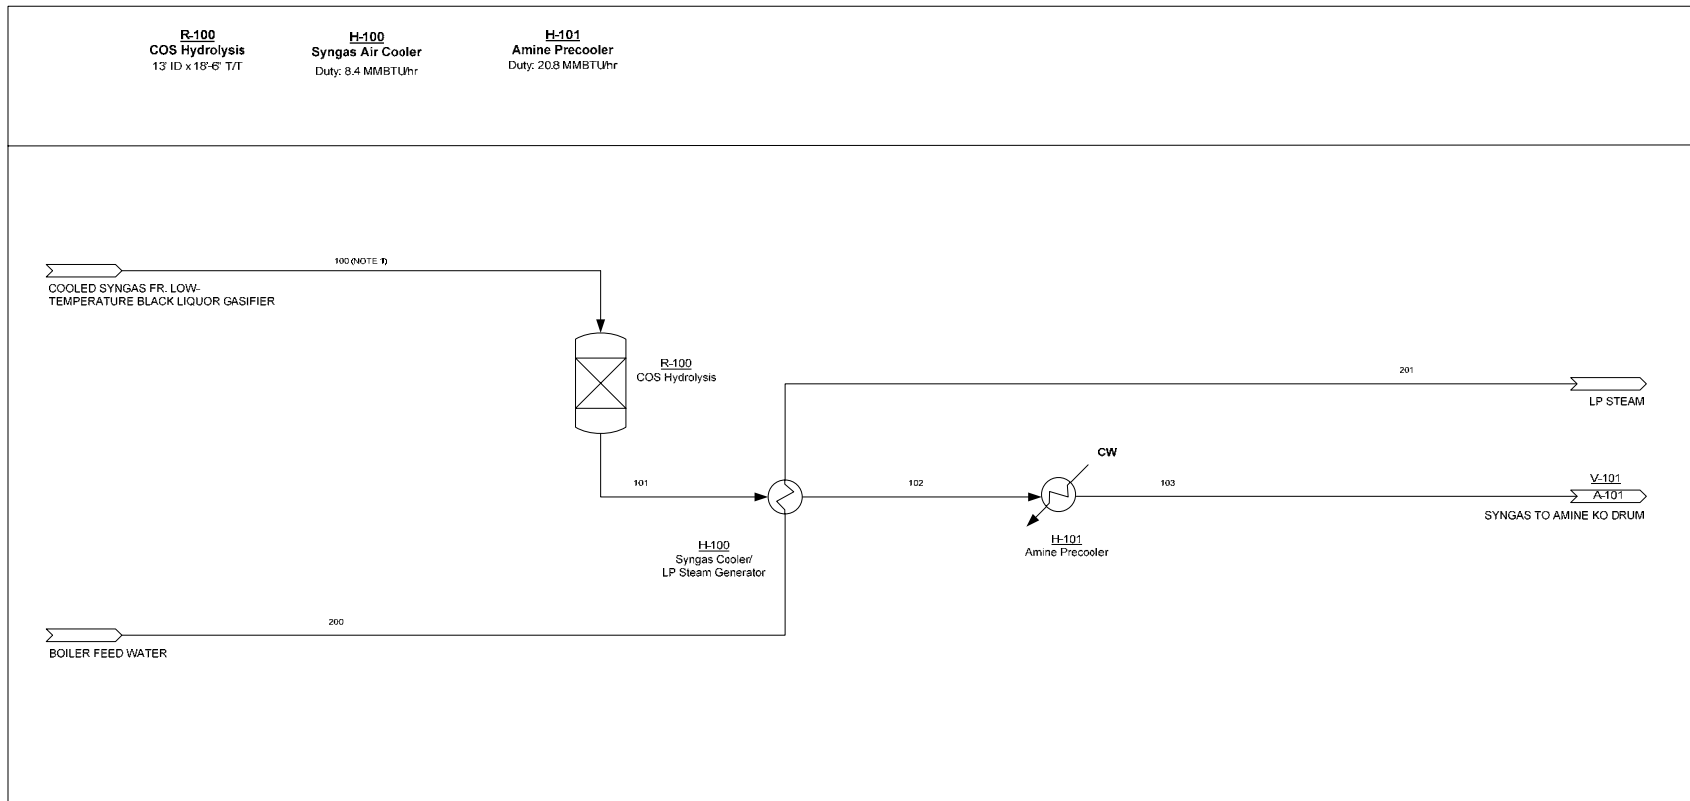 R-100
COS Hydrolysis
13' ID x 18'-6" T/T
H-100
Syngas Air Cooler
Duty: 8.4 MMBTU/hr
H-101
Amine Precooler
Duty: 20.8 MMBTU/hr
100 (NOTE 1)
COOLED SYNGAS FR. LOW-
TEMPERATURE BLACK LIQUOR GASIFIER
R-100
COS Hydrolysis
201
LP STEAM
CW
101
102
103
V-101
A-101
SYNGAS TO AMINE KO DRUM
H-100
Syngas Cooler/
LP Steam Generator
H-101
Amine Precooler
200
BOILER FEED WATER